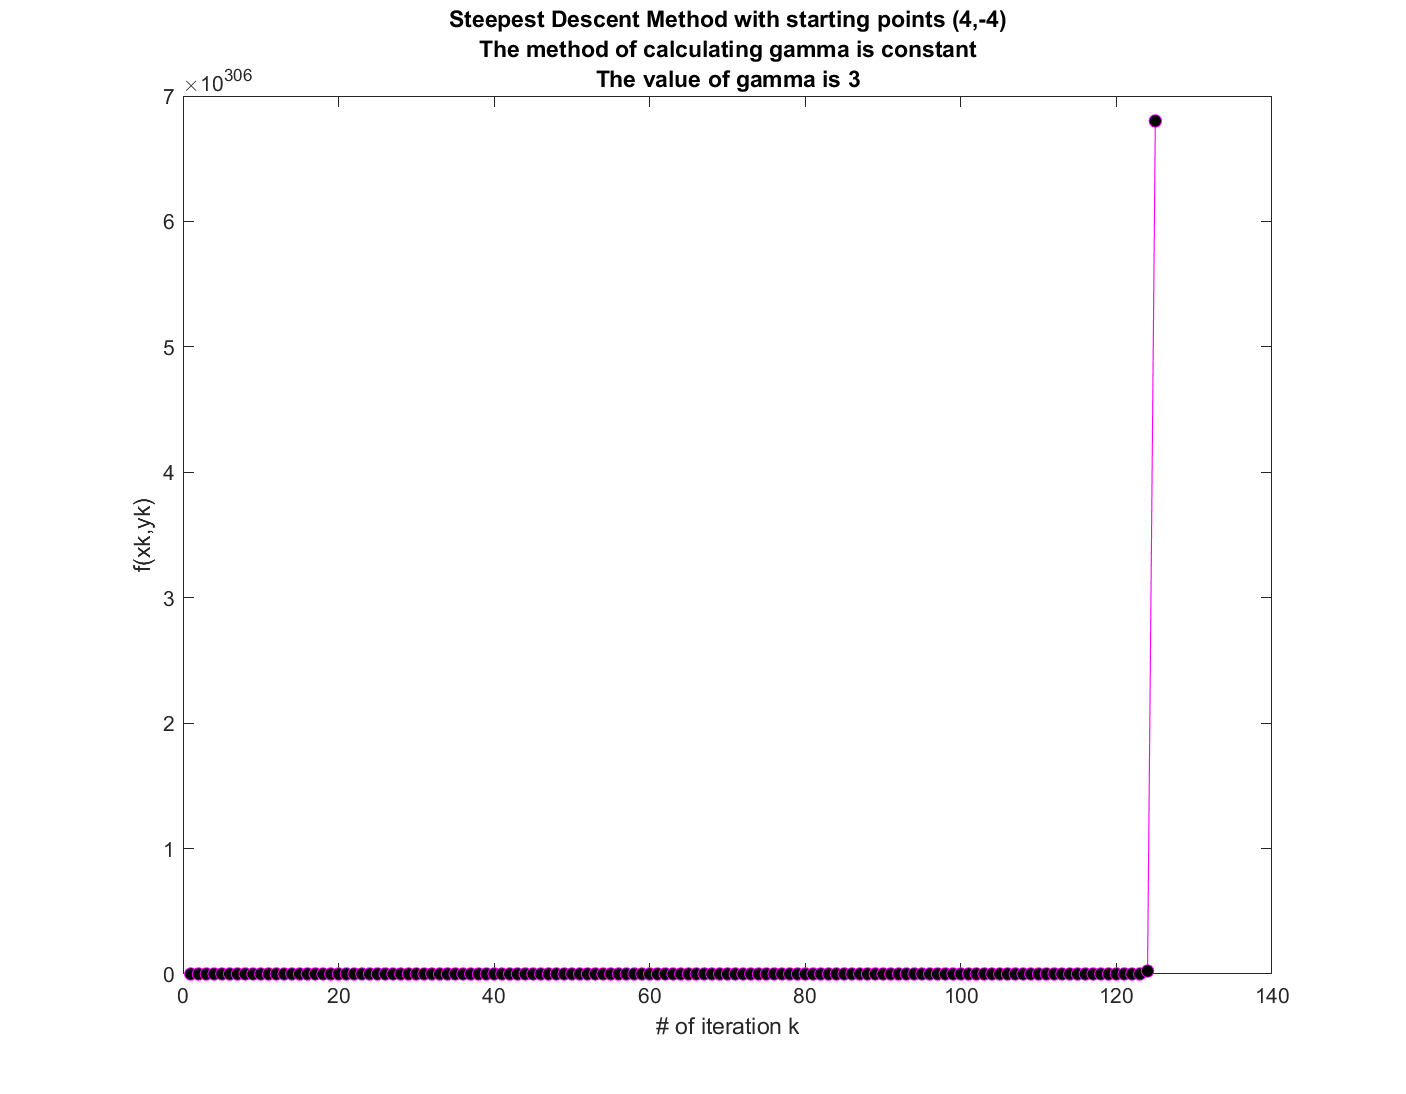 Steepest Descent Method with starting points (4,-4)
The method of calculating gamma is constant
The value of gamma is 3
×10^306
7
6
5
4
3
2
1
0
f(xk,yk)
0 20 40 60 80 100 120 140
# of iteration k